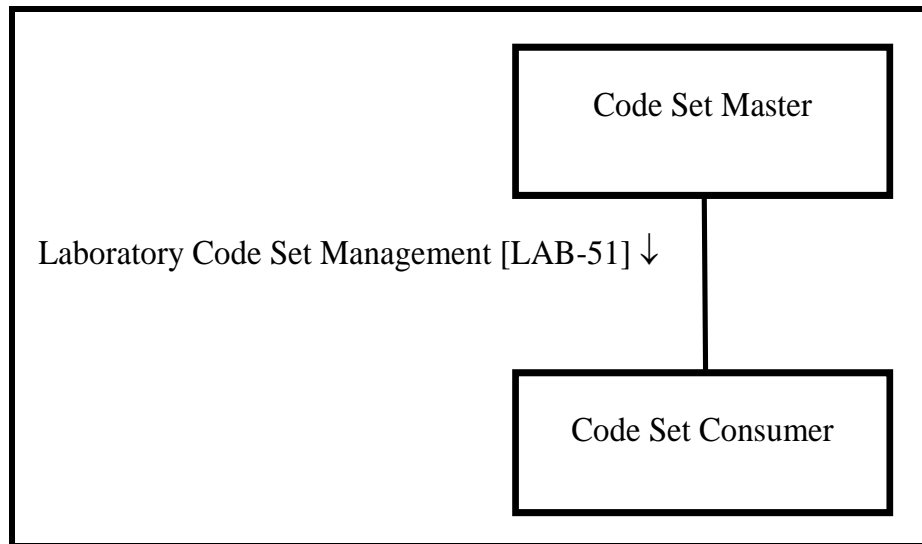 Code Set Master
Laboratory Code Set Management [LAB-51] ↓
Code Set Consumer